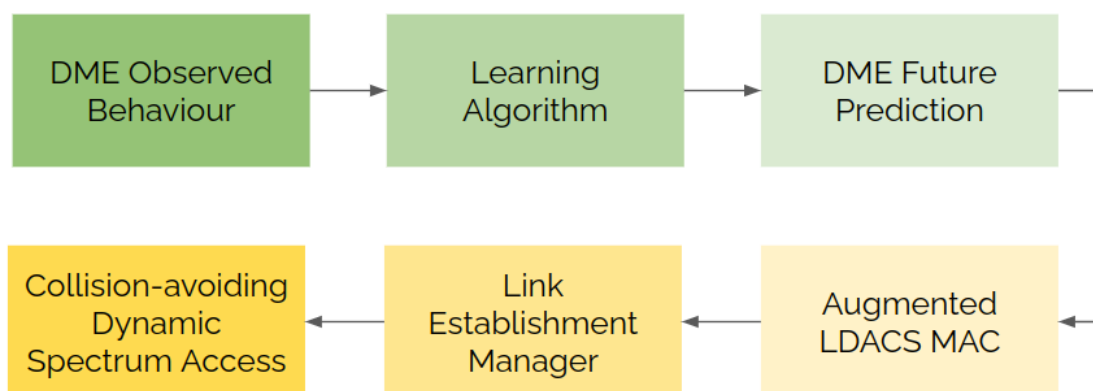 DME Observed
Behaviour
Learning
Algorithm
DME Future
Prediction
Collision-avoiding
Dynamic
Spectrum Access
Link
Establishment
Manager
Augmented
LDACS MAC